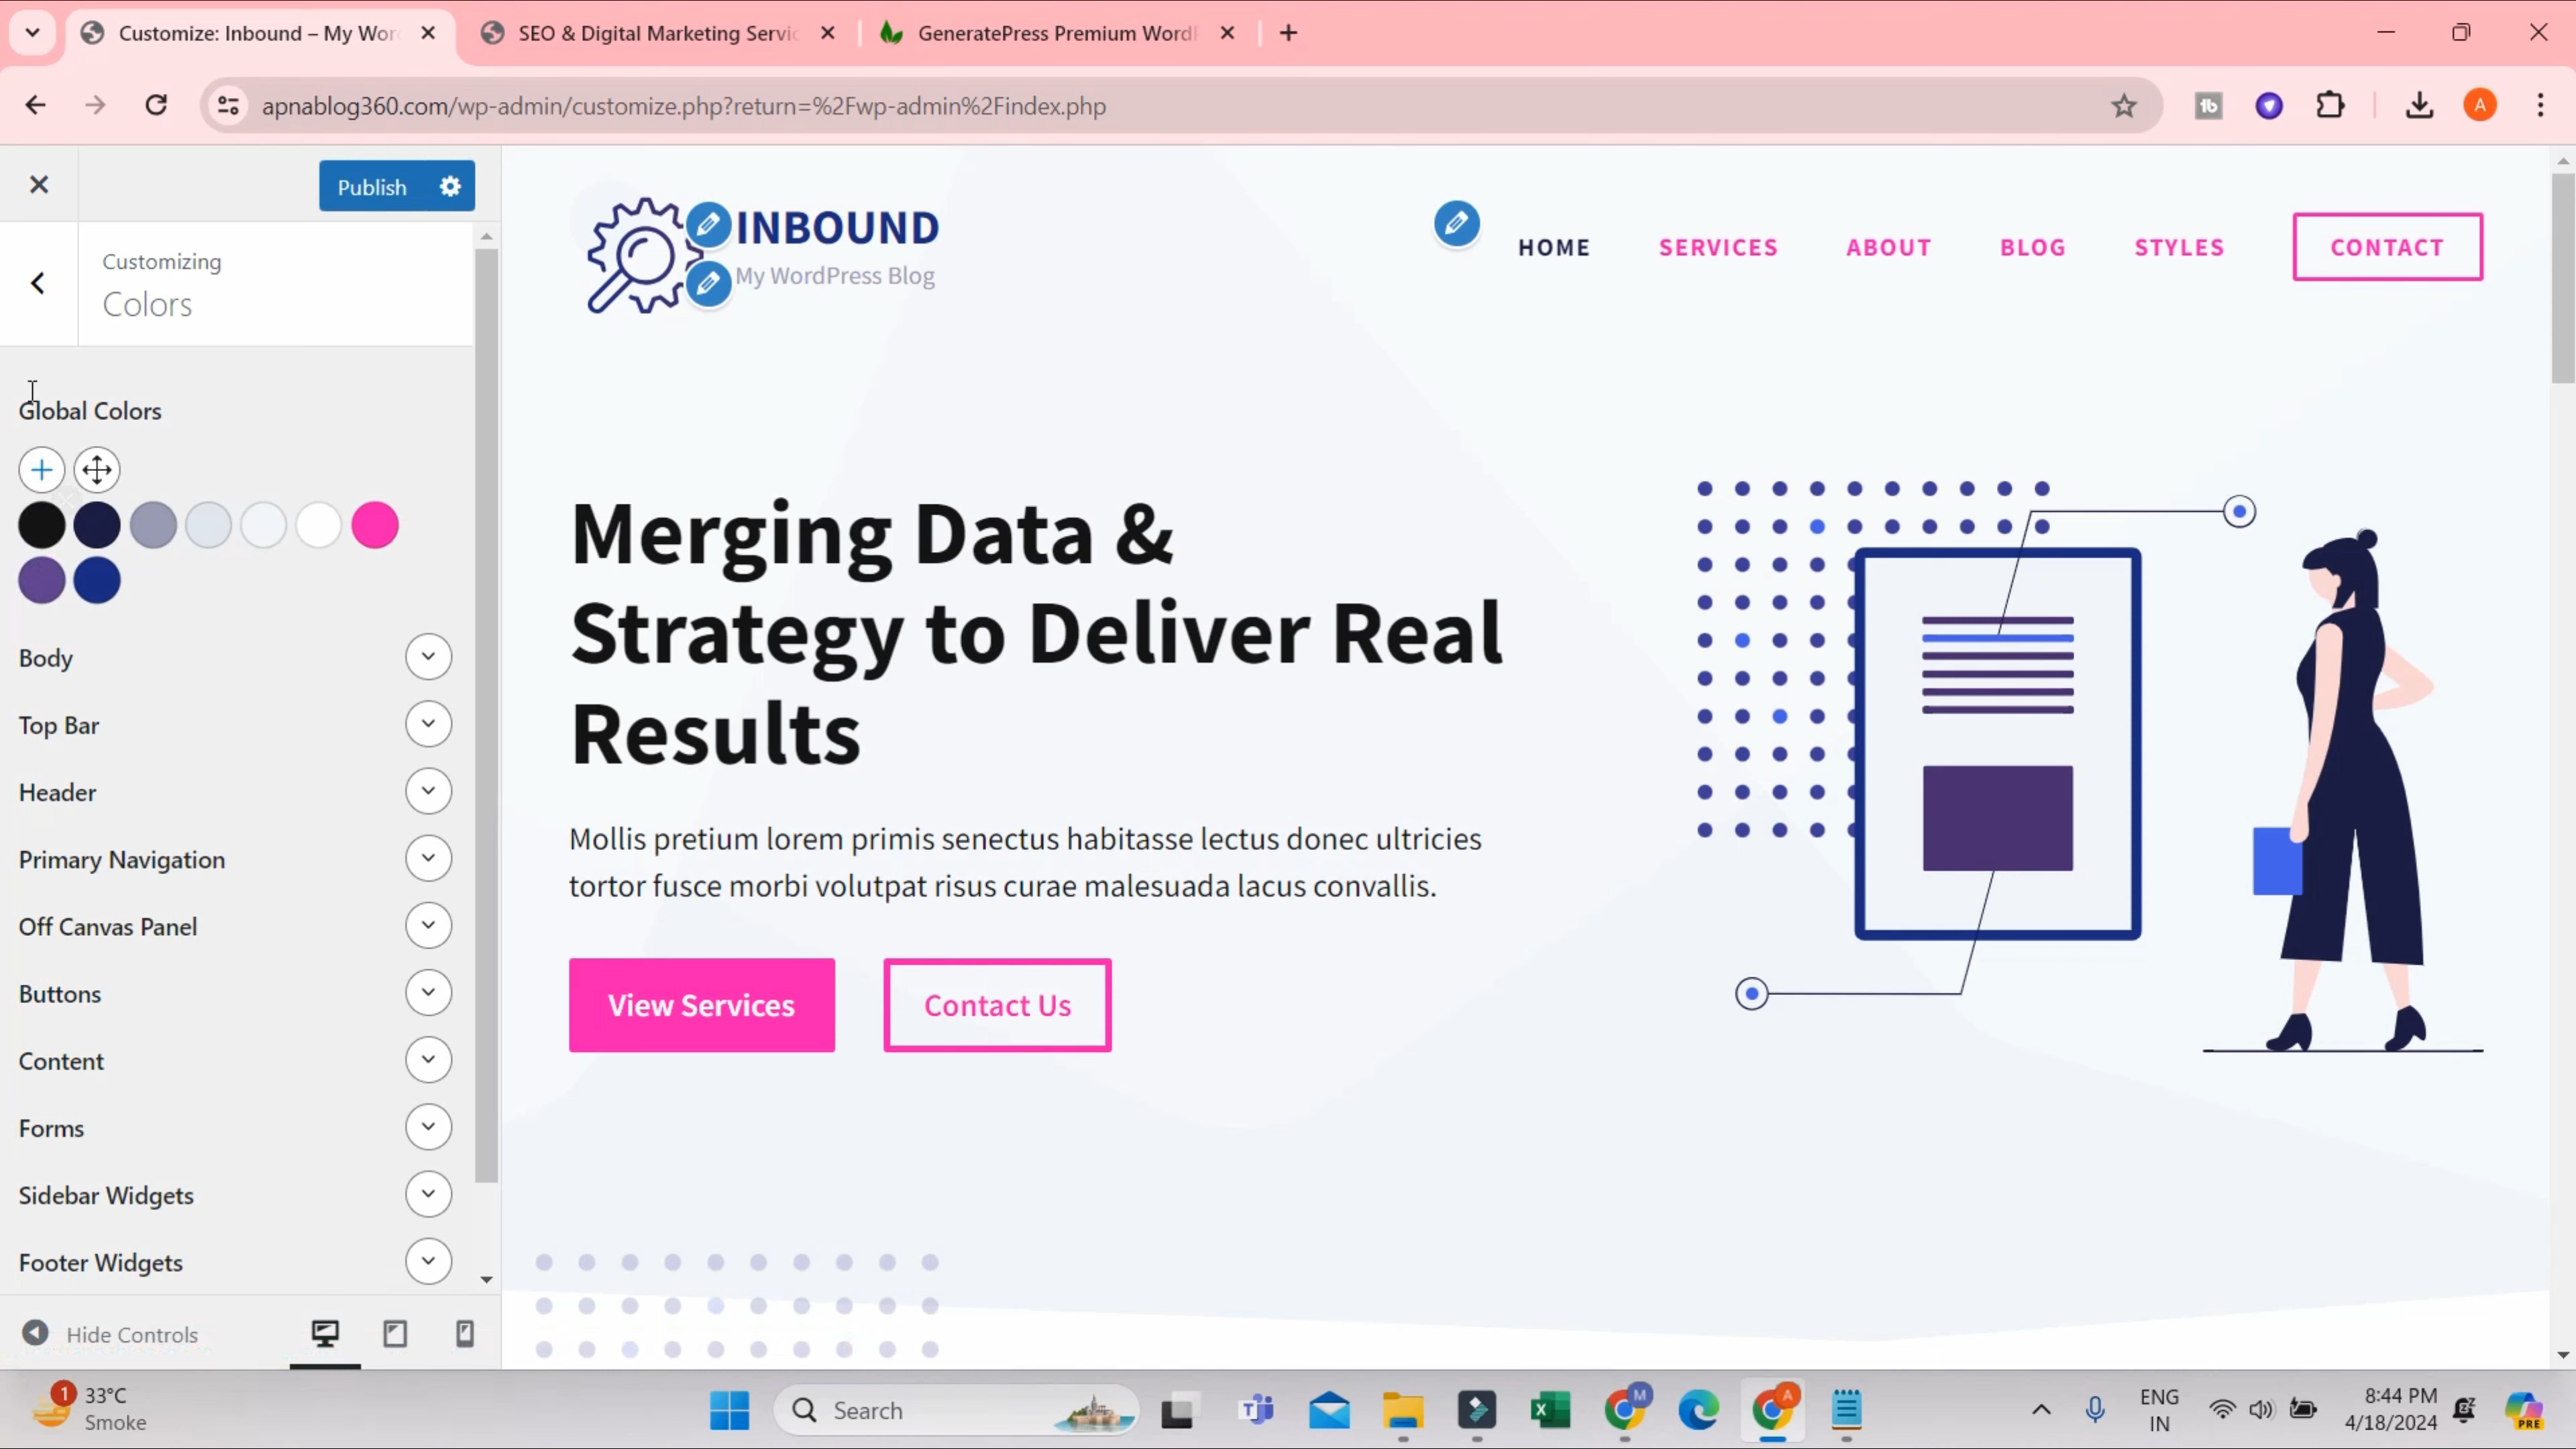 Customize: Inbound – My Wor
SEO & Digital Marketing Servic
GeneratePress Premium Word
apnablog360.com/wp-admin/customize.php?return=%2Fwp-admin%2Findex.php
A
Publish
Customizing
Colors
Global Colors
Body
Top Bar
Header
Primary Navigation
Off Canvas Panel
Buttons
Content
Forms
Sidebar Widgets
Footer Widgets
Hide Controls
INBOUND
My WordPress Blog
HOME
SERVICES
ABOUT
BLOG
STYLES
CONTACT
Merging Data &
Strategy to Deliver Real
Results
Mollis pretium lorem primis senectus habitasse lectus donec ultricies
tortor fusce morbi volutpat risus curae malesuada lacus convallis.
View Services
Contact Us
1
33°C
Smoke
Search
M
A
ENG
IN
8:44 PM
4/18/2024
PRE